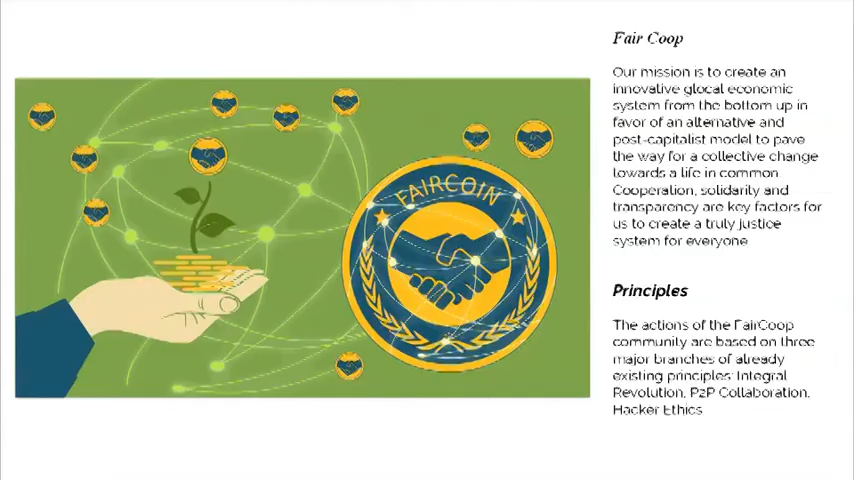 Fair Coop
Our mission is to create an
innovative glocal economic
system from the bottom up in
favor of an alternative and
post-capitalist model to pave
the way for a collective change
towards a life in common.
Cooperation, solidarity and
transparency are key factors for
us to create a truly justice
system for everyone
Principles
The actions of the FairCoop
community are based on three
major branches of already
existing principles: Integral
Revolution, P2P Collaboration,
Hacker Ethics
FAIRCOIN